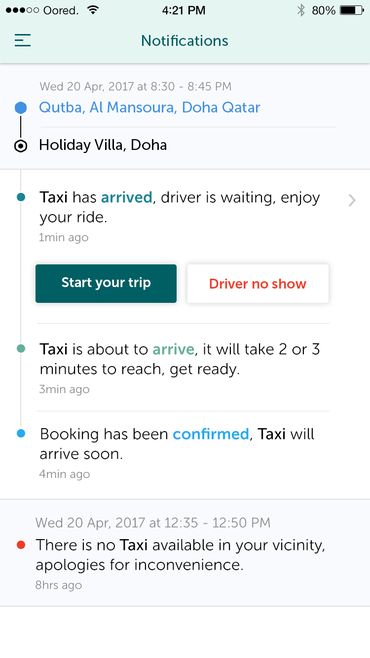 Oored. 4:21 PM 80%
Notifications
Wed 20 Apr, 2017 at 8:30 - 8:45 PM
Qutba, Al Mansoura, Doha Qatar
Holiday Villa, Doha
Taxi has arrived, driver is waiting, enjoy
your ride.
1min ago
Start your trip
Driver no show
Taxi is about to arrive, it will take 2 or 3
minutes to reach, get ready.
3min ago
Booking has been confirmed, Taxi will
arrive soon.
4min ago
Wed 20 Apr, 2017 at 12:35 - 12:50 PM
There is no Taxi available in your vicinity,
apologies for inconvenience.
8hrs ago